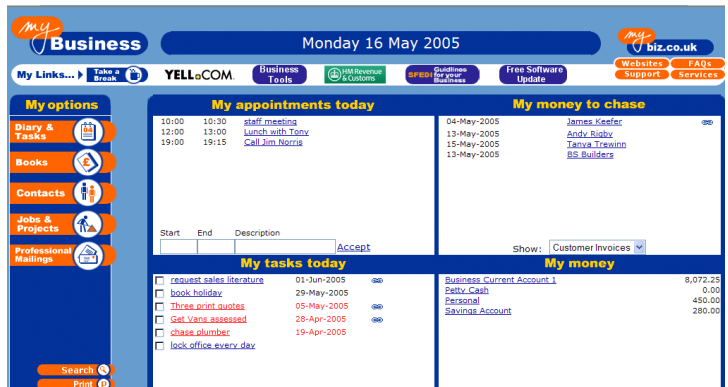 my
Business
Monday 16 May 2005
my
biz.co.uk
My Links...
Take a
Break
YELL.COM.
Business
Tools
HM Revenue
& Customs
SFEDI
Guidlines
for your
Business
Free Software
Update
Websites
FAQs
Support
Services
My options
Diary &
Tasks
04
Books
£
Contacts
Jobs &
Projects
Professional
Mailings
Search
Print P
My appointments today
10:00 10:30 staff meeting
12:00 13:00 Lunch with Tony
19:00 19:15 Call Jim Norris
Start End Description
Accept
My money to chase
04-May-2005 James Keefer
13-May-2005 Andy Rigby
15-May-2005 Tanya Trewinn
13-May-2005 BS Builders
Show: Customer Invoices
My tasks today
request sales literature 01-Jun-2005
book holiday 29-May-2005
Three print quotes 05-May-2005
Get Vans assessed 28-Apr-2005
chase plumber 19-Apr-2005
lock office every day
My money
Business Current Account 1 8,072.25
Petty Cash 0.00
Personal 450.00
Savings Account 280.00